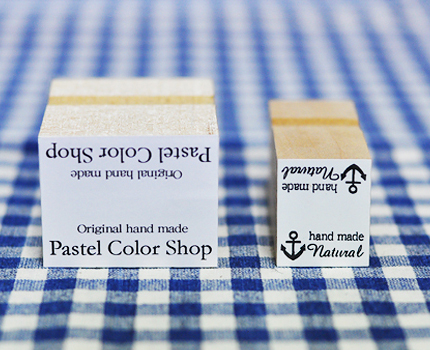 Pastel Color Shop
Original hand made
Original hand made
Pastel Color Shop
hand made
Natural
hand made
Natural